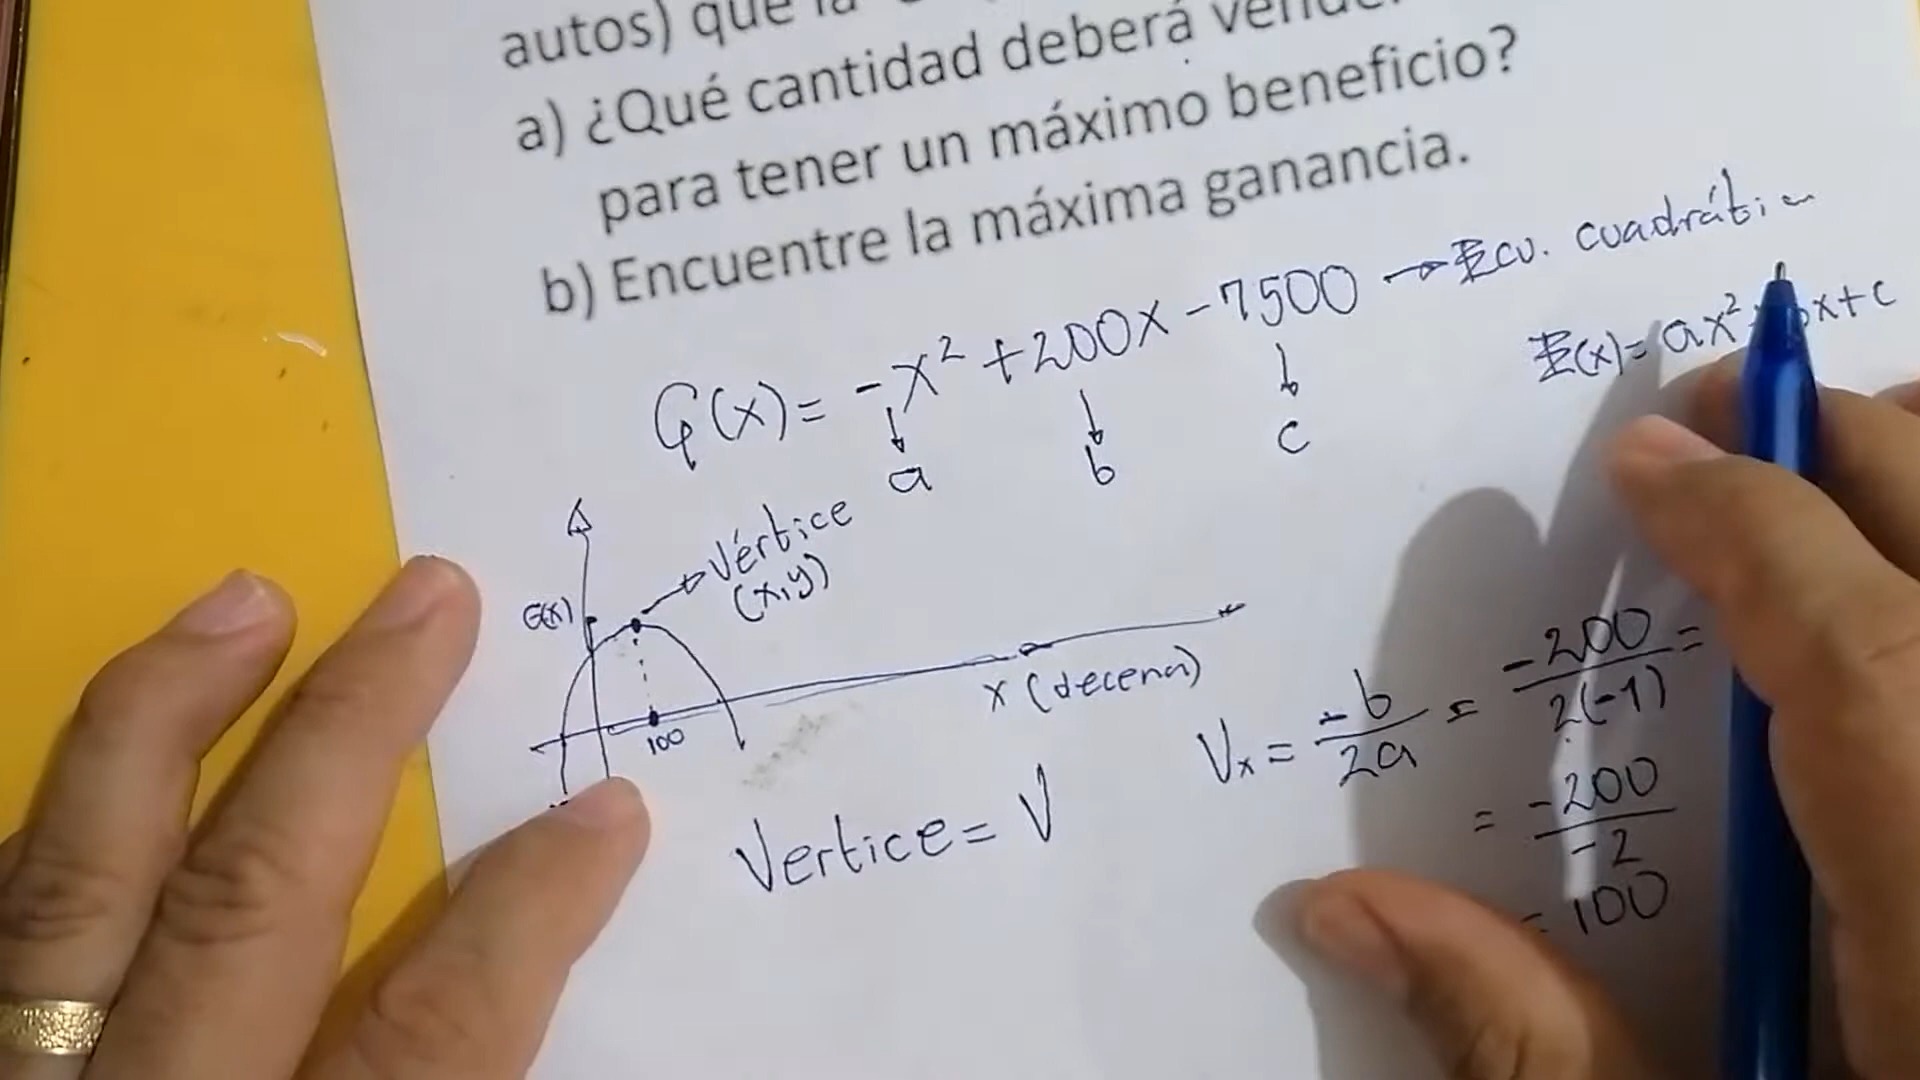 autos) que la
a) ¿Qué cantidad deberá vender
para tener un máximo beneficio?
b) Encuentre la máxima ganancia.
G(x) = -x² + 200x - 7500 → Ecu. cuadrática
E(x) = ax² + bx + c
a b c
Vértice
(x,y)
G(x)
x (decena)
100
Vertice = V
Vx = -b/2a = -200/2(-1) =
= -200/-2
= 100